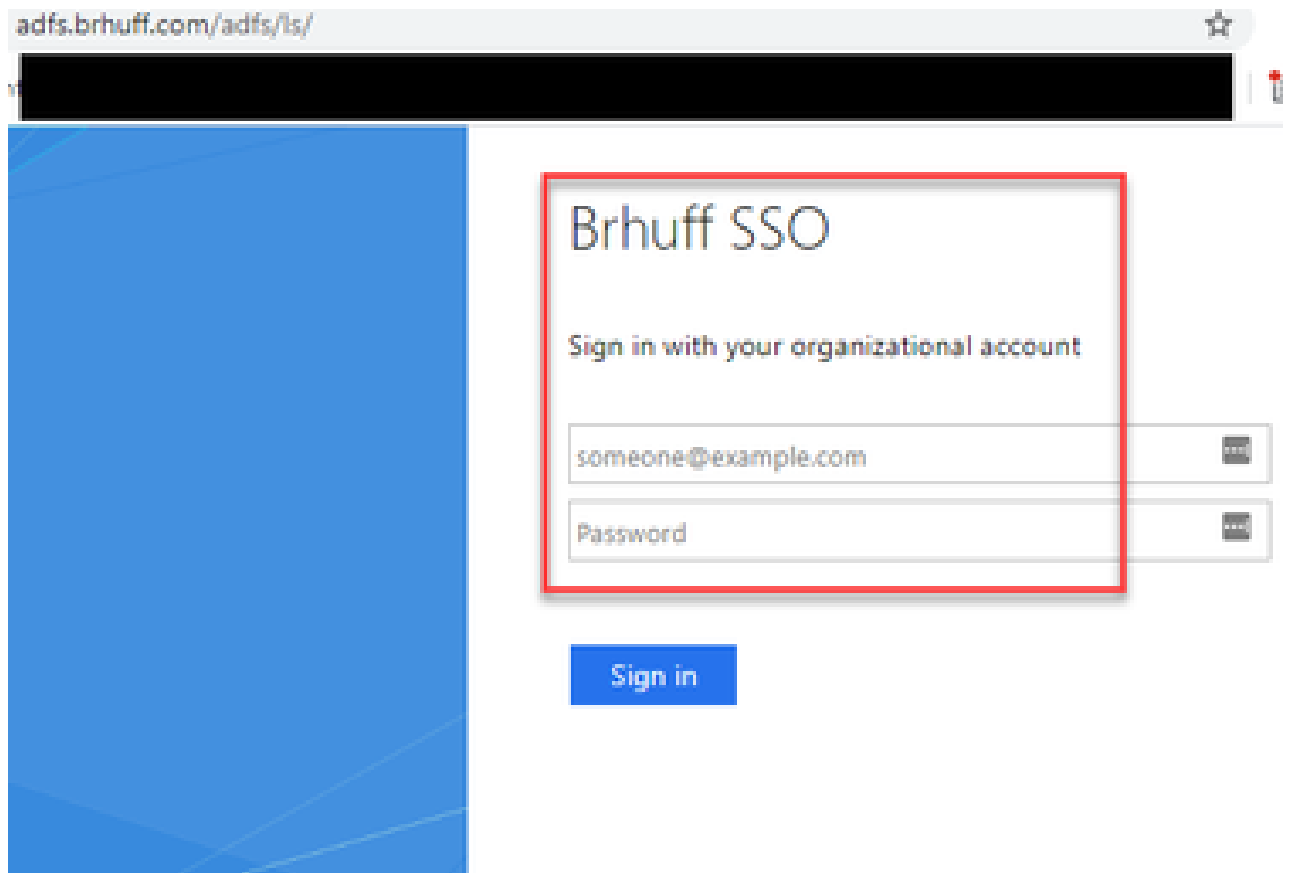 adfs.brhuff.com/adfs/ls/
Brhuff SSO
Sign in with your organizational account
someone@example.com
Password
Sign in